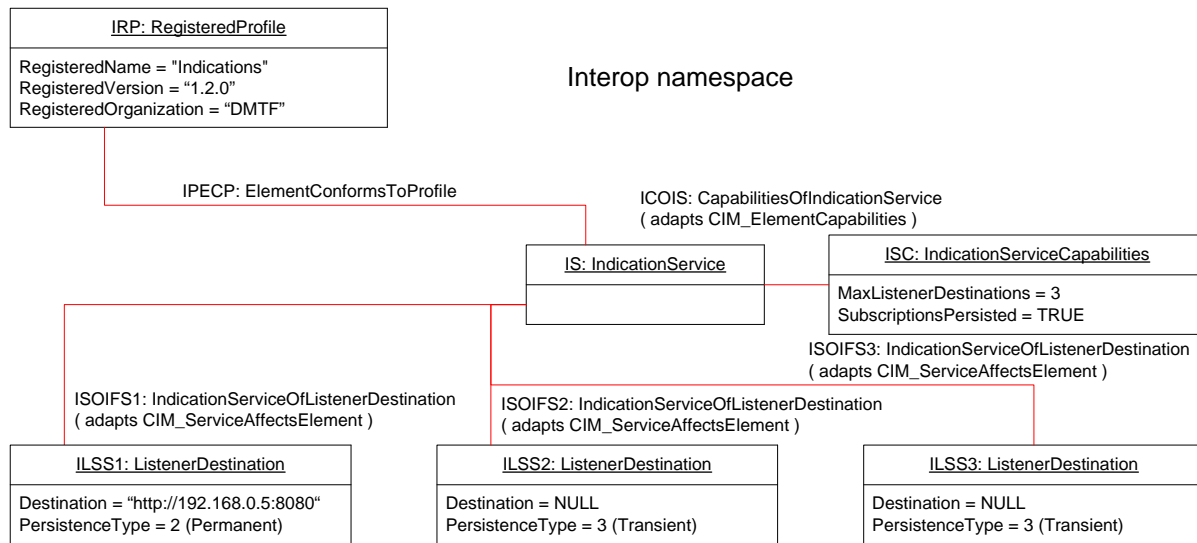 IRP: RegisteredProfile
RegisteredName = "Indications"
RegisteredVersion = “1.2.0”
RegisteredOrganization = “DMTF”
Interop namespace
IPECP: ElementConformsToProfile
ICOIS: CapabilitiesOfIndicationService
( adapts CIM_ElementCapabilities )
IS: IndicationService
ISC: IndicationServiceCapabilities
MaxListenerDestinations = 3
SubscriptionsPersisted = TRUE
ISOIFS3: IndicationServiceOfListenerDestination
( adapts CIM_ServiceAffectsElement )
ISOIFS1: IndicationServiceOfListenerDestination
( adapts CIM_ServiceAffectsElement )
ISOIFS2: IndicationServiceOfListenerDestination
( adapts CIM_ServiceAffectsElement )
ILSS1: ListenerDestination
Destination = “http://192.168.0.5:8080“
PersistenceType = 2 (Permanent)
ILSS2: ListenerDestination
Destination = NULL
PersistenceType = 3 (Transient)
ILSS3: ListenerDestination
Destination = NULL
PersistenceType = 3 (Transient)